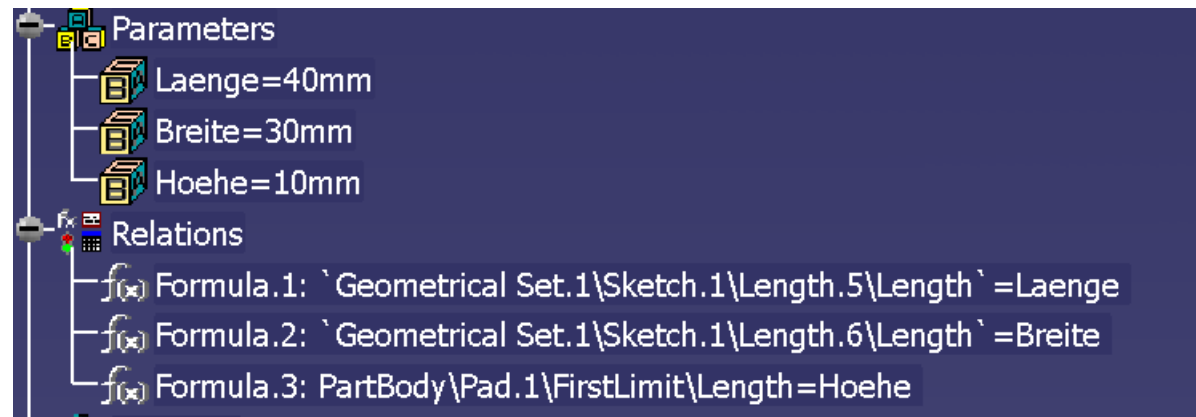 Parameters
Laenge=40mm
Breite=30mm
Hoehe=10mm
Relations
Formula.1: `Geometrical Set.1\Sketch.1\Length.5\Length`=Laenge
Formula.2: `Geometrical Set.1\Sketch.1\Length.6\Length`=Breite
Formula.3: PartBody\Pad.1\FirstLimit\Length=Hoehe